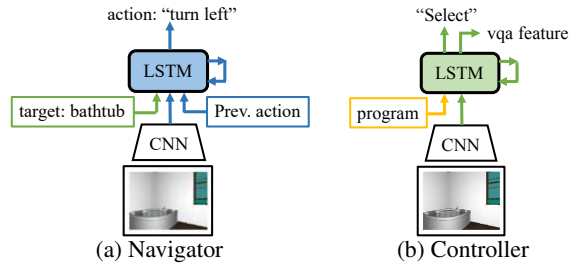 action: “turn left”
LSTM
target: bathtub
Prev. action
CNN
(a) Navigator
“Select”
vqa feature
LSTM
program
CNN
(b) Controller